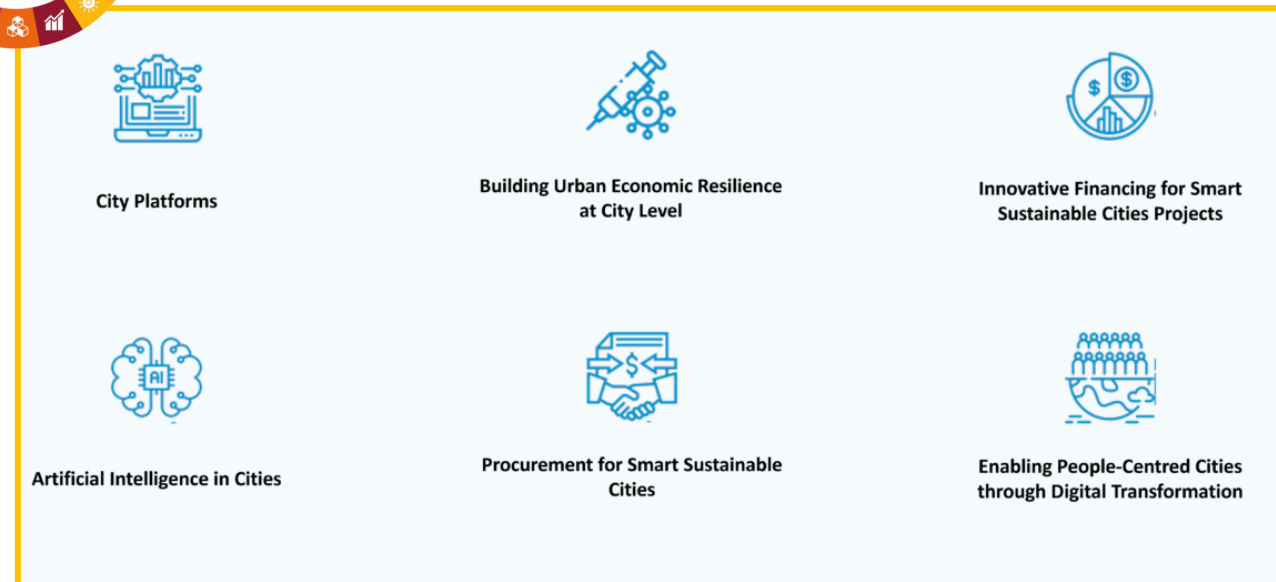 City Platforms
Building Urban Economic Resilience
at City Level
Innovative Financing for Smart
Sustainable Cities Projects
$
$
AI
$
Artificial Intelligence in Cities
Procurement for Smart Sustainable
Cities
Enabling People-Centred Cities
through Digital Transformation